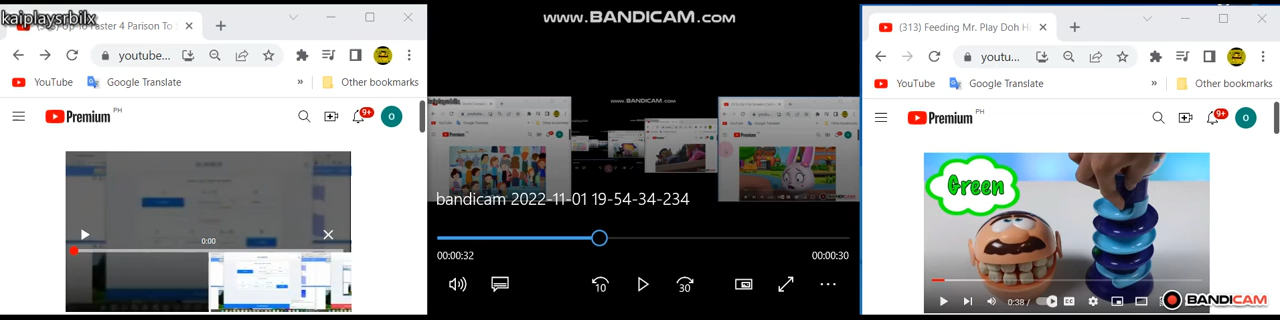 kaiplaysrbilx
Up To Faster 4 Parison To
youtube...
YouTube
Google Translate
»
Other bookmarks
Premium PH
9+
O
0:00
www.BANDICAM.com
bandicam 2022-11-01 19-54-34-234
00:00:32
00:00:30
10
30
(313) Feeding Mr. Play Doh H
youtu...
YouTube
Google Translate
»
Other bookmarks
Premium PH
9+
O
Green
0:38 /
BANDICAM